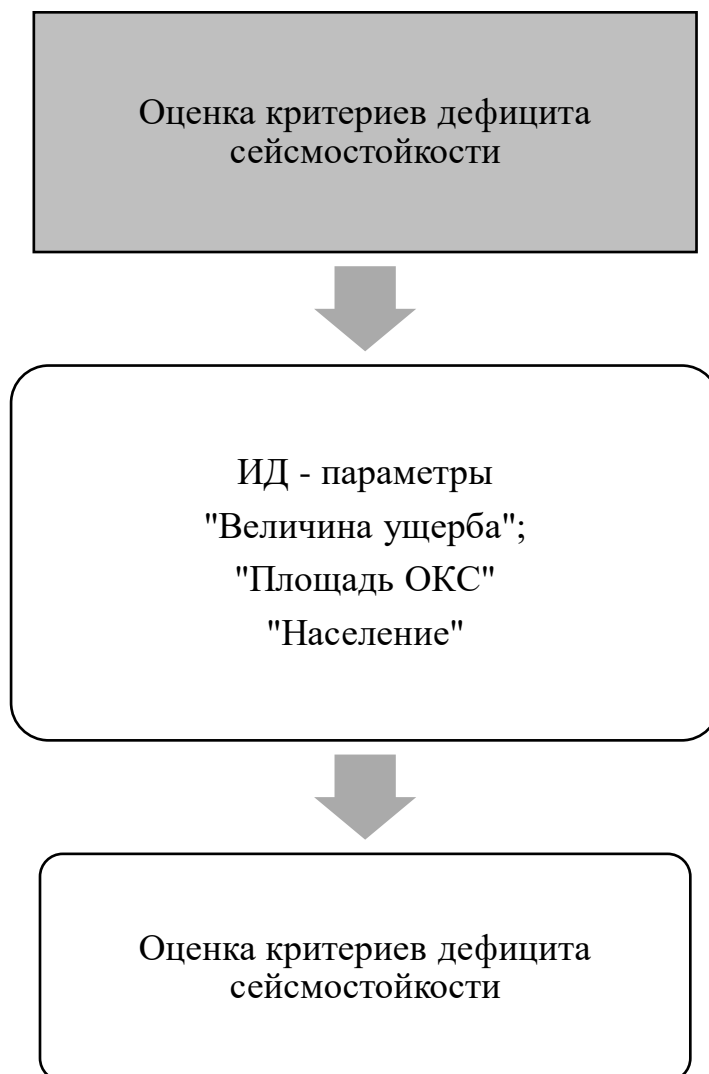 Оценка критериев дефицита
сейсмостойкости
ИД - параметры
"Величина ущерба";
"Площадь ОКС"
"Население"
Оценка критериев дефицита
сейсмостойкости